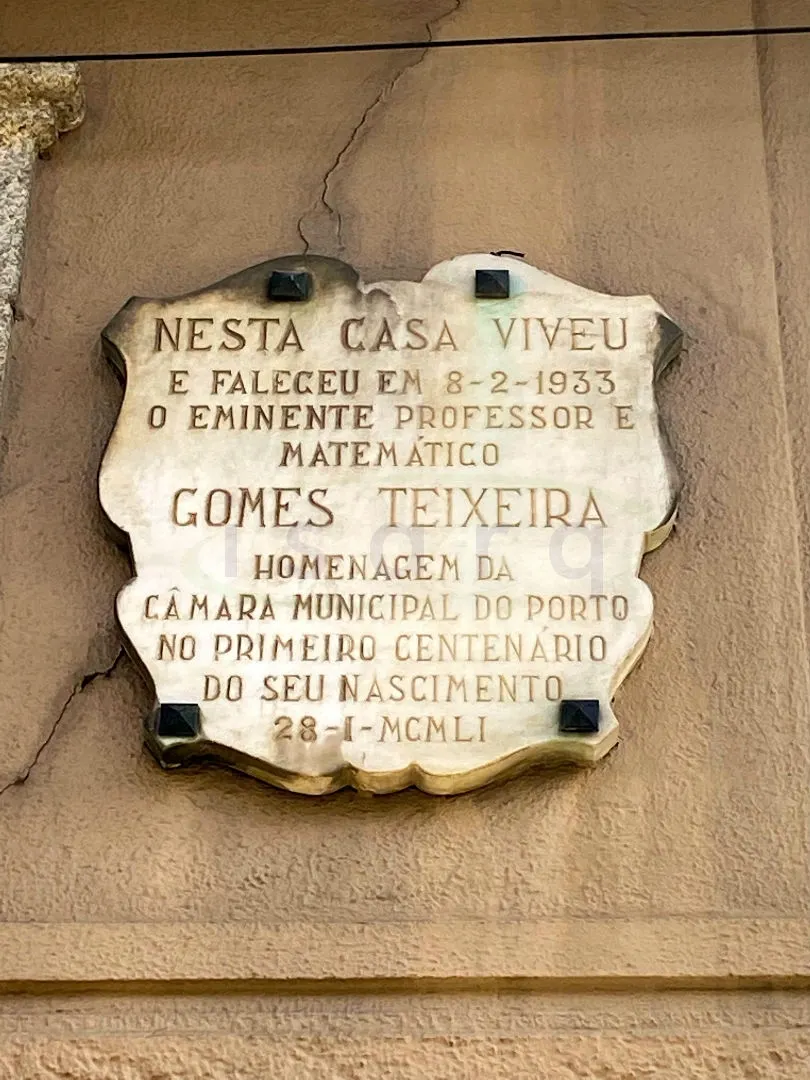 NESTA CASA VIVEU
E FALECEU EM 8-2-1933
O EMINENTE PROFESSOR E
MATEMÁTICO
GOMES TEIXEIRA
isarq
HOMENAGEM DA
CÂMARA MUNICIPAL DO PORTO
NO PRIMEIRO CENTENÁRIO
DO SEU NASCIMENTO
28-I-MCMLI